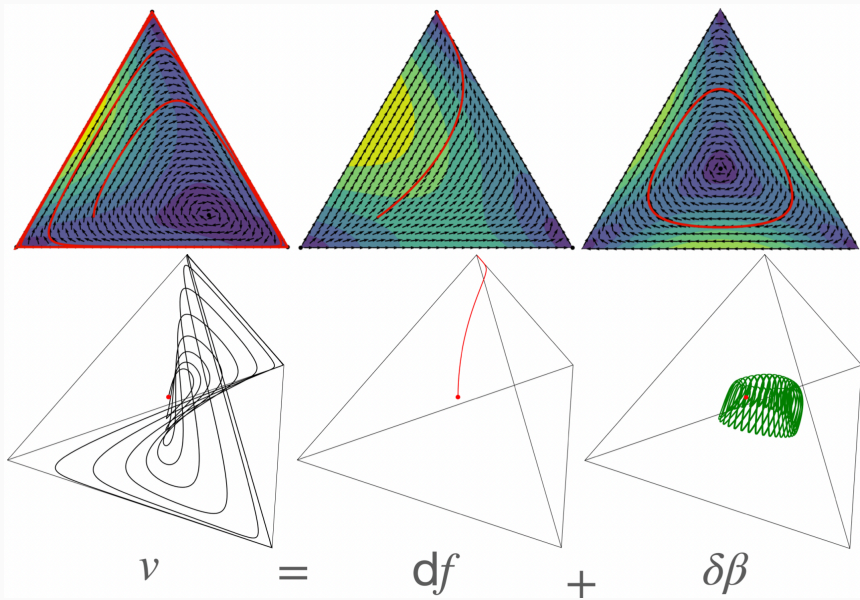 v = df + δβ